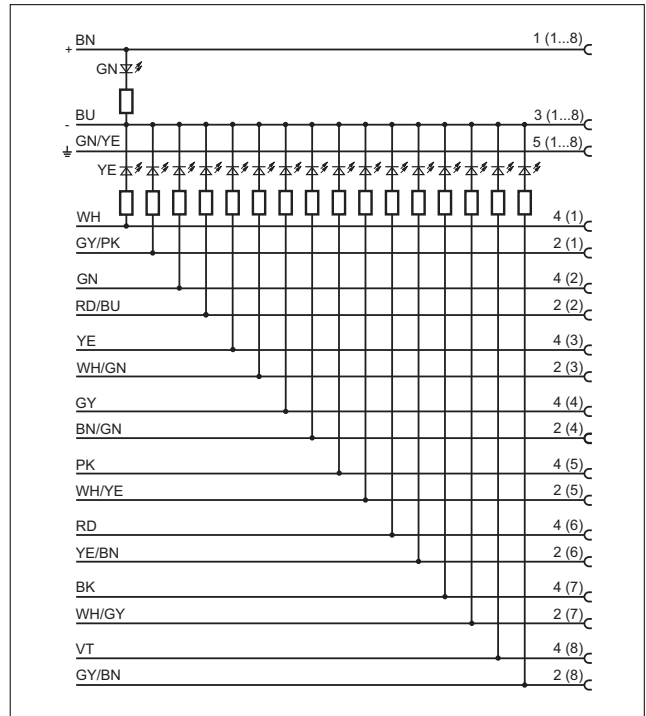 + BN 1 (1...8)
GN
- BU 3 (1...8)
GN/YE 5 (1...8)
YE
WH 4 (1)
GY/PK 2 (1)
GN 4 (2)
RD/BU 2 (2)
YE 4 (3)
WH/GN 2 (3)
GY 4 (4)
BN/GN 2 (4)
PK 4 (5)
WH/YE 2 (5)
RD 4 (6)
YE/BN 2 (6)
BK 4 (7)
WH/GY 2 (7)
VT 4 (8)
GY/BN 2 (8)